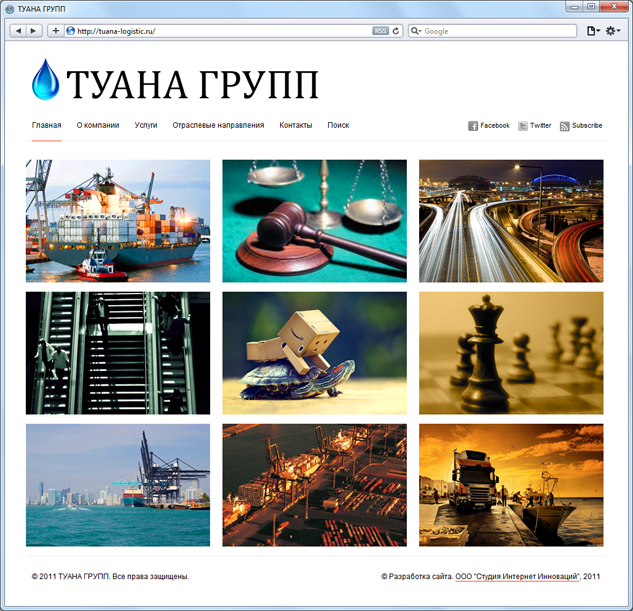 ТУАНА ГРУПП
http://tuana-logistic.ru/
RSS
Google
ТУАНА ГРУПП
Главная О компании Услуги Отраслевые направления Контакты Поиск
Facebook Twitter Subscribe
© 2011 ТУАНА ГРУПП. Все права защищены.
© Разработка сайта. ООО "Студия Интернет Инноваций", 2011